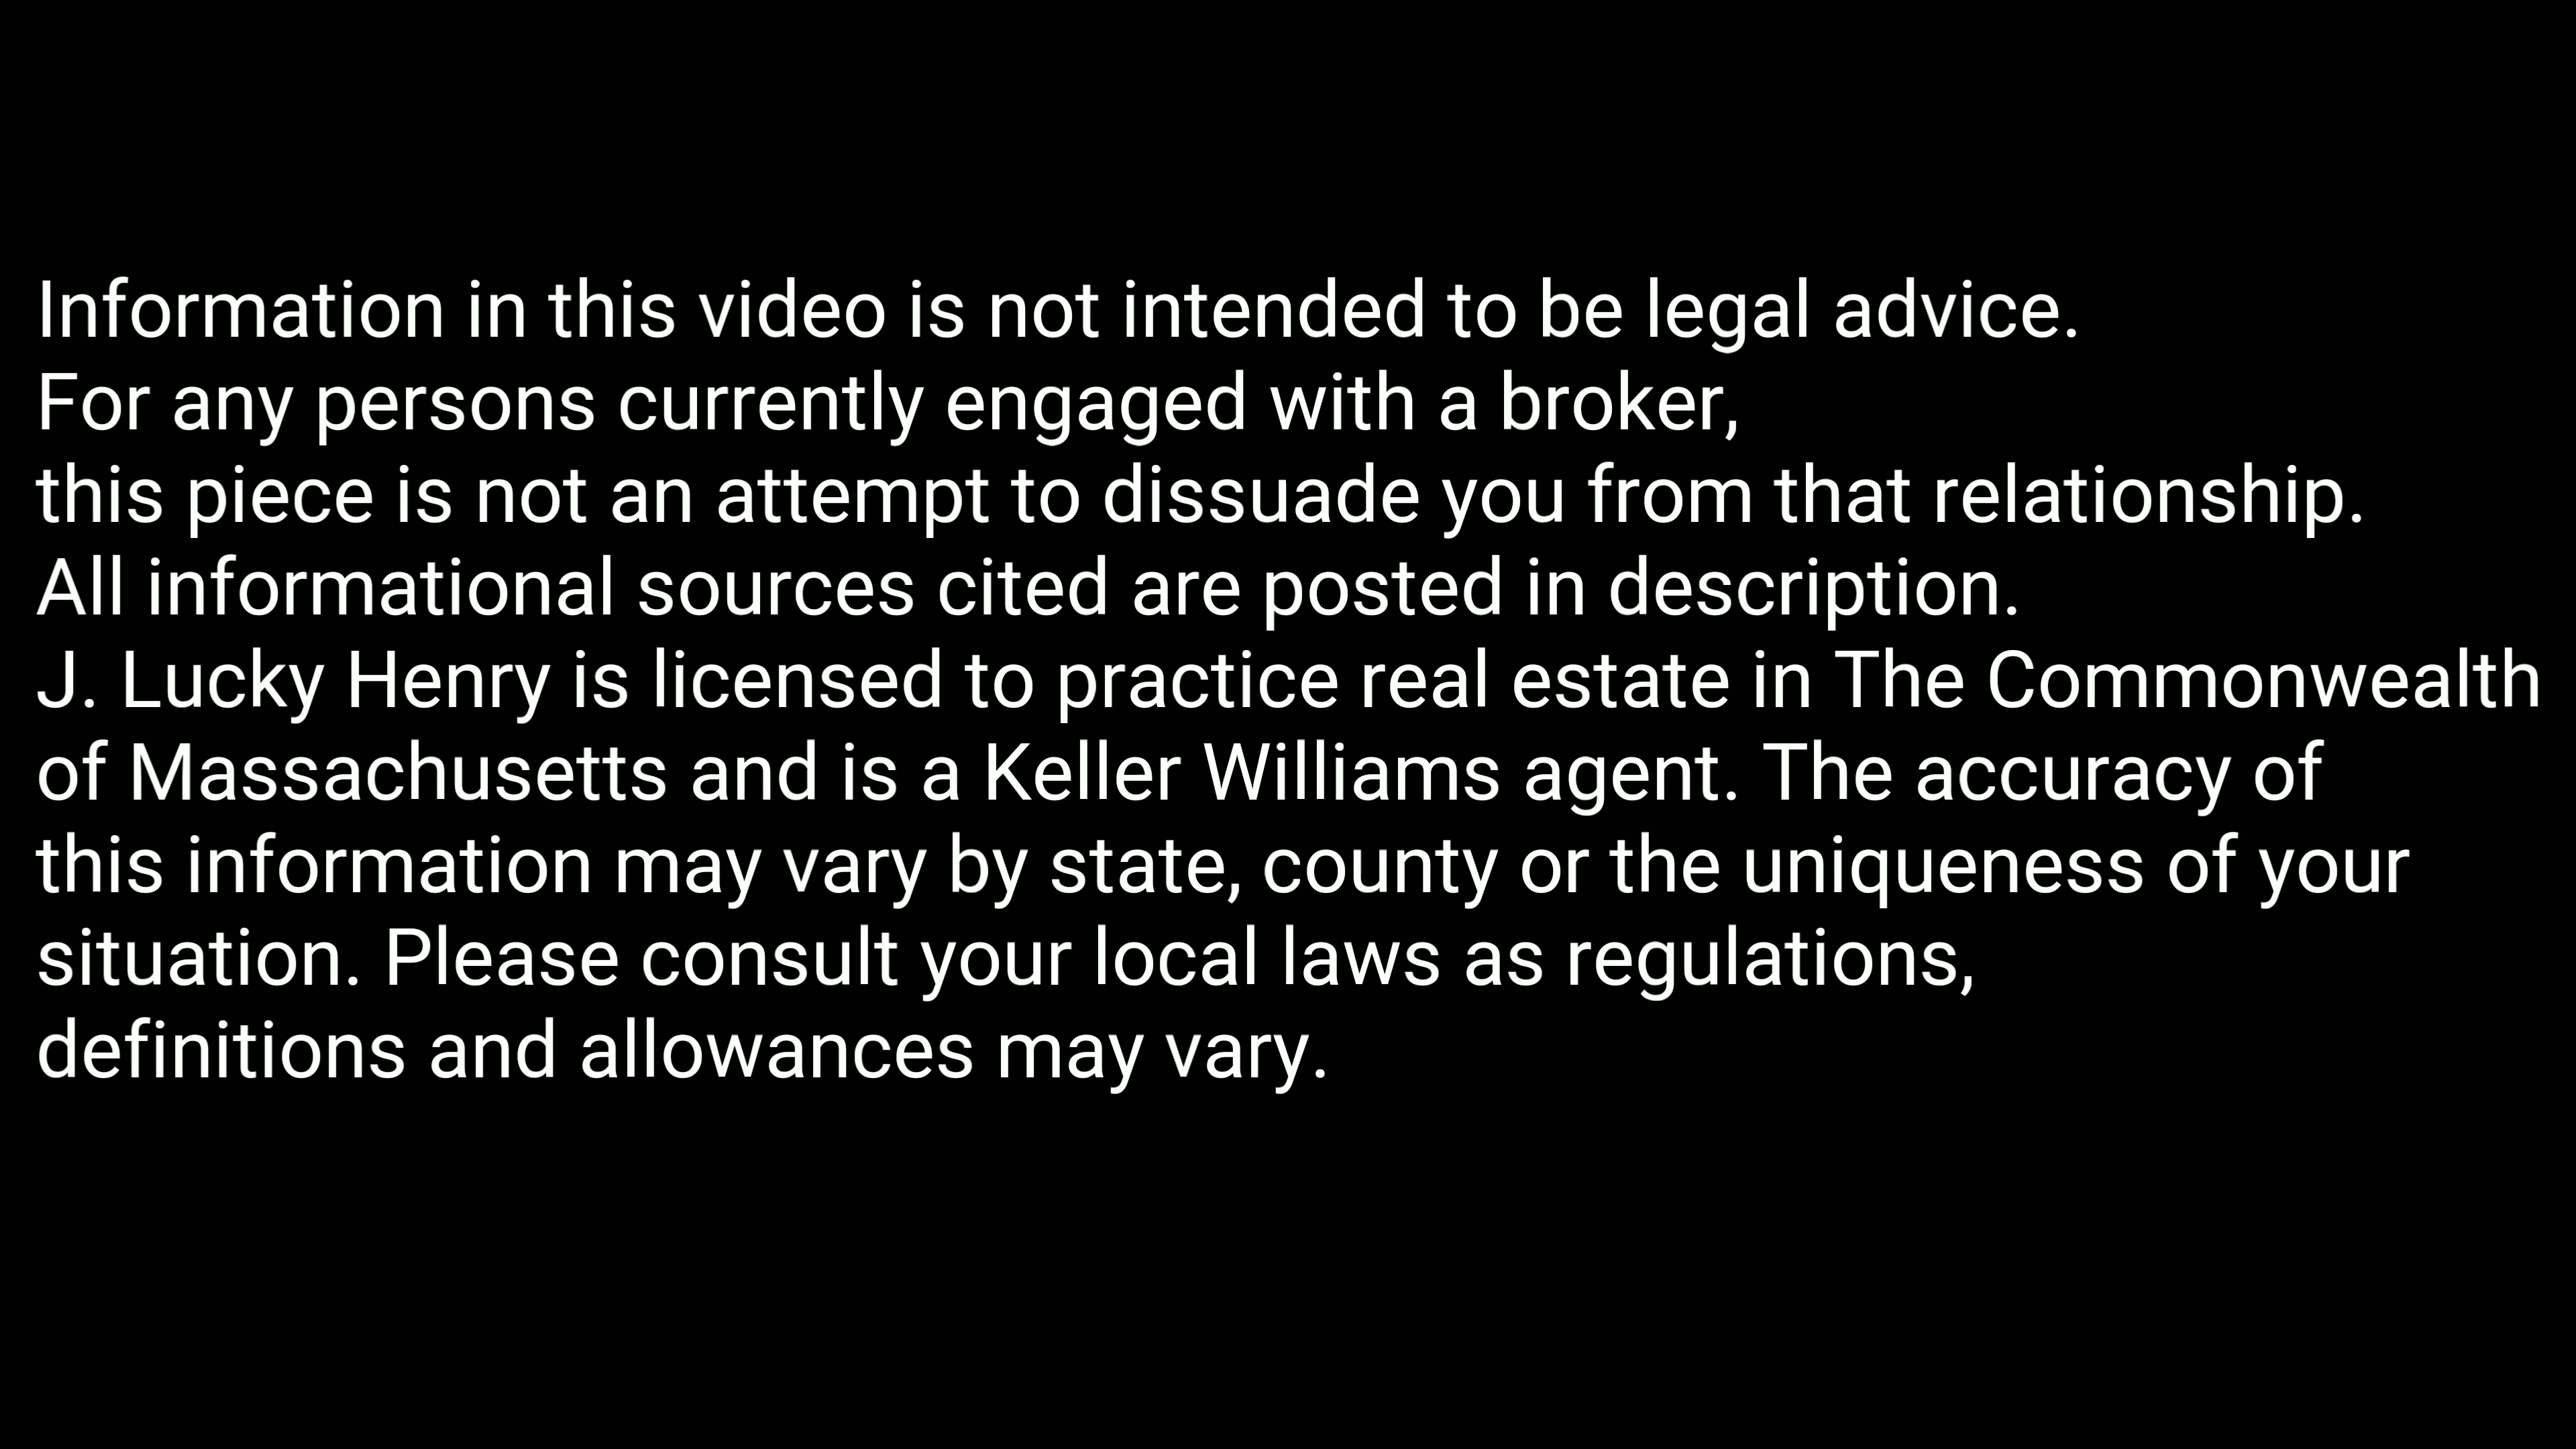 Information in this video is not intended to be legal advice.
For any persons currently engaged with a broker,
this piece is not an attempt to dissuade you from that relationship.
All informational sources cited are posted in description.
J. Lucky Henry is licensed to practice real estate in The Commonwealth
of Massachusetts and is a Keller Williams agent. The accuracy of
this information may vary by state, county or the uniqueness of your
situation. Please consult your local laws as regulations,
definitions and allowances may vary.